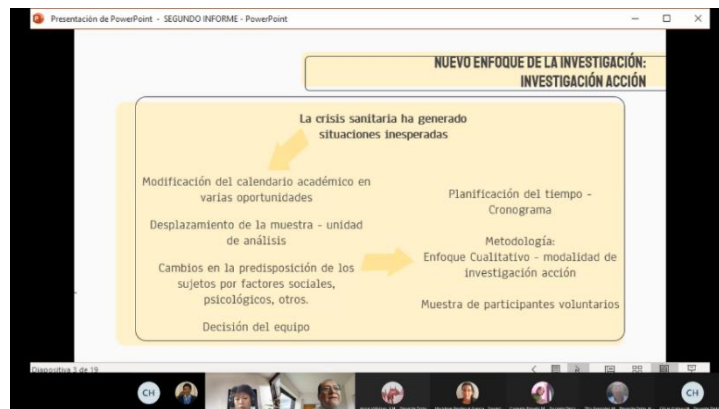 Presentación de PowerPoint - SEGUNDO INFORME - PowerPoint
NUEVO ENFOQUE DE LA INVESTIGACIÓN:
INVESTIGACIÓN ACCIÓN
La crisis sanitaria ha generado
situaciones inesperadas
Modificación del calendario académico en
varias oportunidades
Desplazamiento de la muestra - unidad
de análisis
Cambios en la predisposición de los
sujetos por factores sociales,
psicológicos, otros.
Decisión del equipo
Planificación del tiempo -
Cronograma
Metodología:
Enfoque Cualitativo - modalidad de
investigación acción
Muestra de participantes voluntarios
Diapositiva 3 de 19
CH
CH